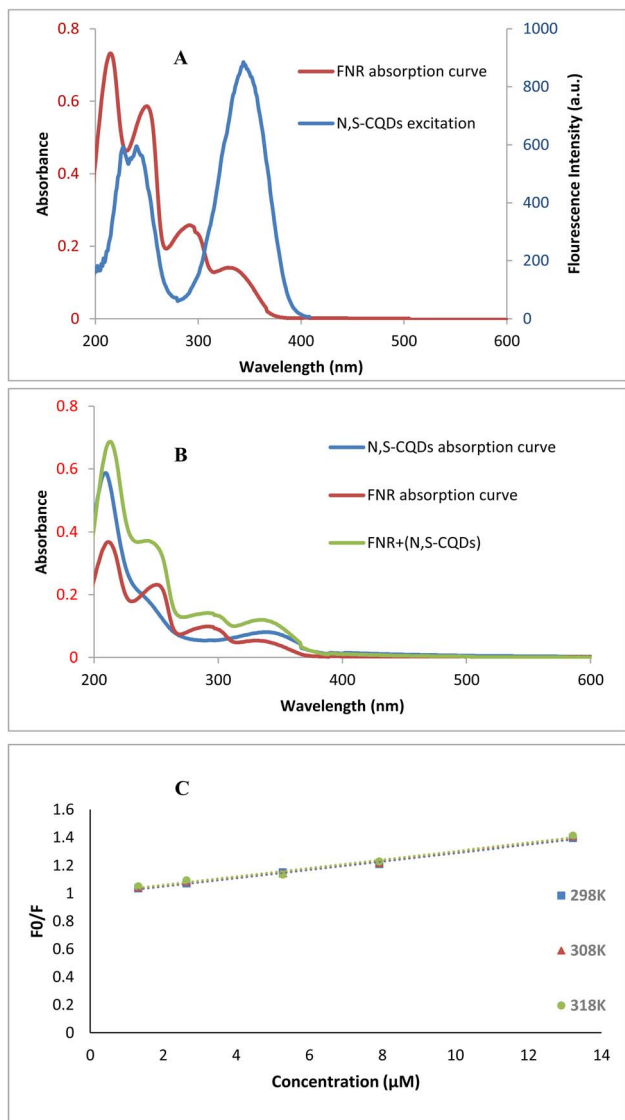 A
0.8
0.6
0.4
0.2
0
Absorbance
1000
800
600
400
200
0
Flourescence Intensity (a.u.)
FNR absorption curve
N,S-CQDs excitation
200 300 400 500 600
Wavelength (nm)
B
0.8
0.6
0.4
0.2
0
Absorbance
N,S-CQDs absorption curve
FNR absorption curve
FNR+(N,S-CQDs)
200 300 400 500 600
Wavelength (nm)
C
1.6
1.4
1.2
1
0.8
0.6
0.4
0.2
0
F0/F
298K
308K
318K
0 2 4 6 8 10 12 14
Concentration (μM)